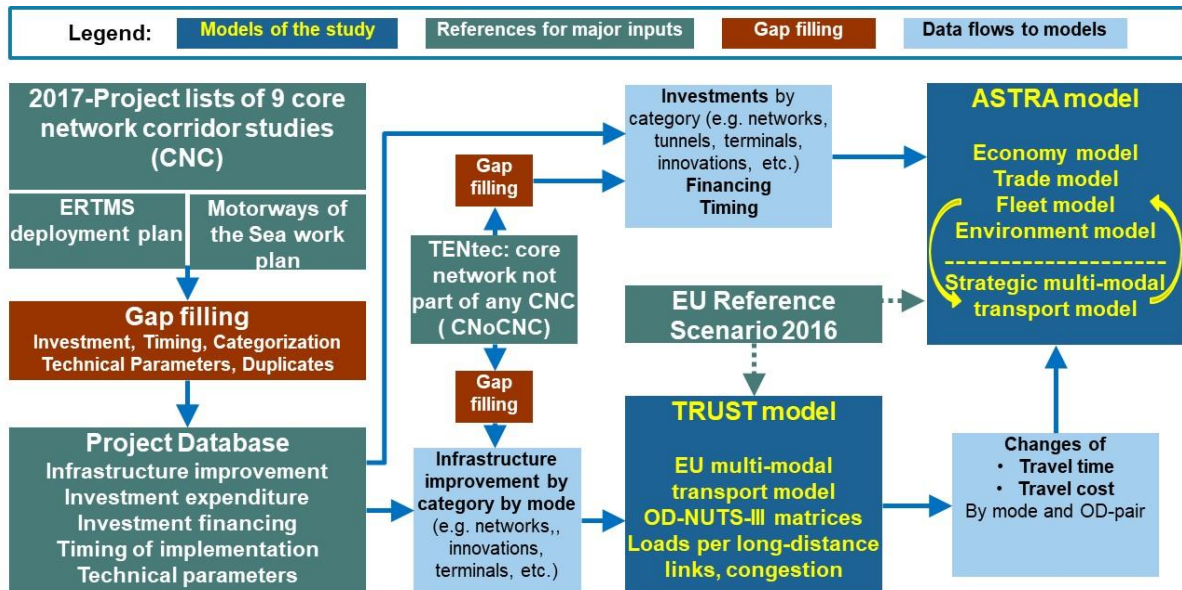 Legend:
Models of the study
References for major inputs
Gap filling
Data flows to models
2017-Project lists of 9 core
network corridor studies
(CNC)
ERTMS
deployment plan
Motorways of
the Sea work
plan
Gap filling
Investment, Timing, Categorization
Technical Parameters, Duplicates
Project Database
Infrastructure improvement
Investment expenditure
Investment financing
Timing of implementation
Technical parameters
Gap
filling
TENtec: core
network not
part of any CNC
( CNoCNC)
Gap
filling
Infrastructure
improvement by
category by mode
(e.g. networks,,
innovations,
terminals, etc.)
Investments by
category (e.g. networks,
tunnels, terminals,
innovations, etc.)
Financing
Timing
EU Reference
Scenario 2016
TRUST model
EU multi-modal
transport model
OD-NUTS-III matrices
Loads per long-distance
links, congestion
ASTRA model
Economy model
Trade model
Fleet model
Environment model
---------------------
Strategic multi-modal
transport model
Changes of
• Travel time
• Travel cost
By mode and OD-pair